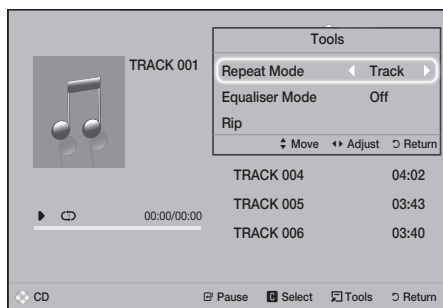 Tools
TRACK 001
Repeat Mode Track
Equaliser Mode Off
Rip
Move Adjust Return
TRACK 004 04:02
TRACK 005 03:43
00:00/00:00
TRACK 006 03:40
CD Pause C Select Tools Return